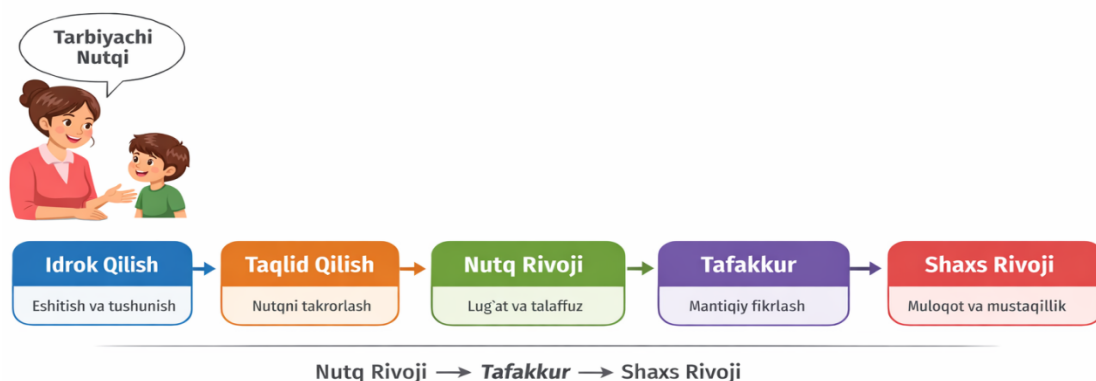 Tarbiyachi
Nutqi
Idrok Qilish
Eshitish va tushunish
Taqlid Qilish
Nutqni takrorlash
Nutq Rivoji
Lug`at va talaffuz
Tafakkur
Mantiqiy fikrlash
Shaxs Rivoji
Muloqot va mustaqillik
Nutq Rivoji → Tafakkur → Shaxs Rivoji